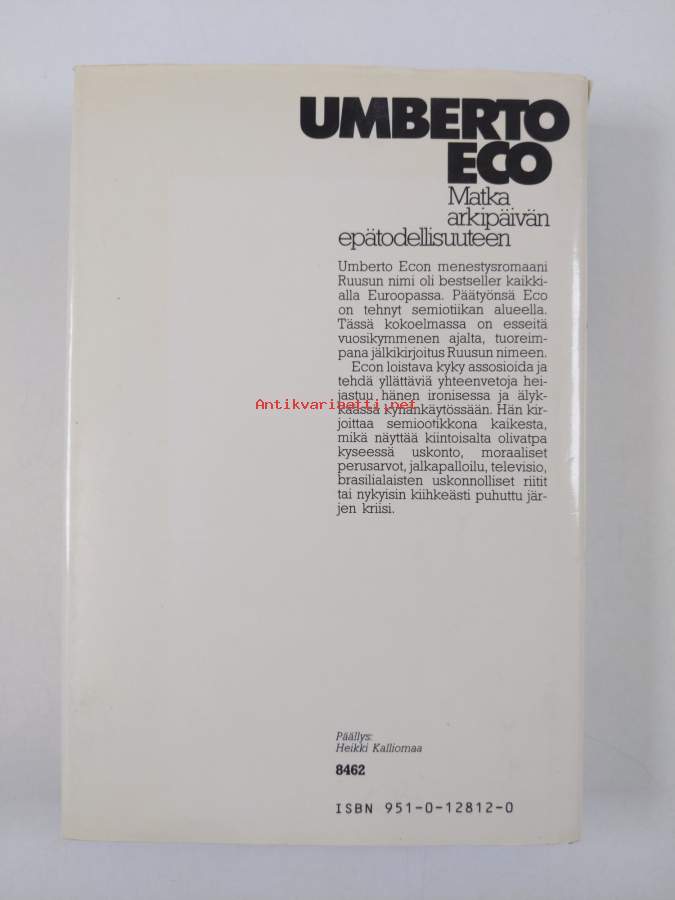 UMBERTO
ECO
Matka
arkipäivän
epätodellisuuteen
Umberto Econ menestysromaani
Ruusun nimi oli bestseller kaikki-
alla Euroopassa. Päätyönsä Eco
on tehnyt semiotiikan alueella.
Tässä kokoelmassa on esseitä
vuosikymmenen ajalta, tuoreim-
pana jälkikirjoitus Ruusun nimeen.
Econ loistava kyky assosioida ja
tehdä yllättäviä yhteenvetoja hei-
jastuu hänen ironisessa ja älyk-
Antikvariaatti.net
käässä kynänkäytössään. Hän kir-
joittaa semiootikkona kaikesta,
mikä näyttää kiintoisalta olivatpa
kyseessä uskonto, moraaliset
perusarvot, jalkapalloilu, televisio,
brasilialaisten uskonnolliset riitit
tai nykyisin kiihkeästi puhuttu jär-
jen kriisi.
Päällys:
Heikki Kalliomaa
8462
ISBN 951-0-12812-0